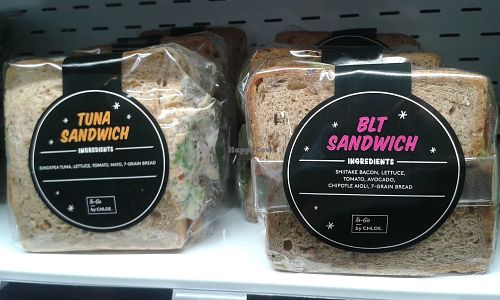 TUNA
SANDWICH
INGREDIENTS
CHICKPEA TUNA, LETTUCE, TOMATO, MAYO, 7-GRAIN BREAD
To-Go
by CHLOE.
BLT
SANDWICH
INGREDIENTS
SHIITAKE BACON, LETTUCE,
TOMATO, AVOCADO,
CHIPOTLE AIOLI, 7-GRAIN BREAD
To-Go
by CHLOE.